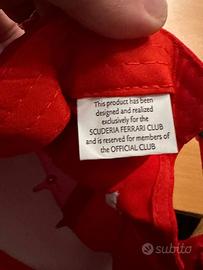 This product has been
designed and realized
exclusively for the
SCUDERIA FERRARI CLUB
and is reserved for members of
the OFFICIAL CLUB
subito